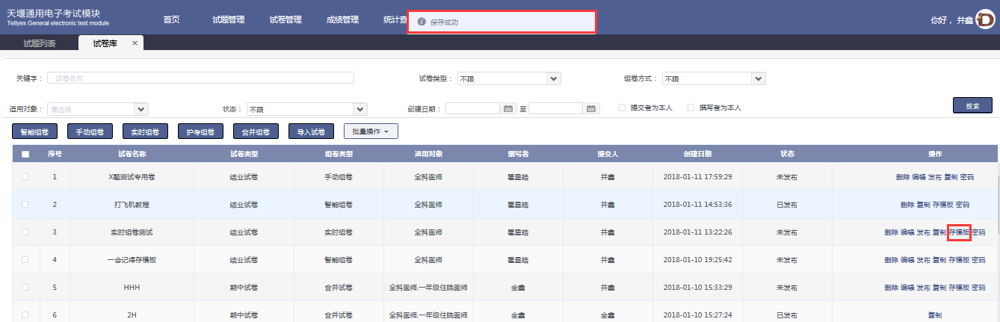 天堰通用电子考试模块
Tellyes General electronic test module
首页 试题管理 试卷管理 成绩管理 统计查
保存成功
你好，井鑫
试题列表 试卷库 ×
关键字： 试卷名称 试卷类型： 不限 组卷方式： 不限
适用对象： 请选择 状态： 不限 创建日期： 至 提交者为本人 撰写者为本人 搜索
智能组卷 手动组卷 实时组卷 护考组卷 合并组卷 导入试卷 批量操作
序号 试卷名称 试卷类型 组卷类型 适用对象 撰写者 提交人 创建日期 状态 操作
1 X题测试专用卷 结业试卷 手动组卷 全科医师 翟星皓 井鑫 2018-01-11 17:59:29 未发布 删除 编辑 发布 复制 密码
2 打飞机教程 结业试卷 智能组卷 全科医师 翟星皓 井鑫 2018-01-11 14:53:36 已发布 删除 复制 存模板 密码
3 实时组卷测试 结业试卷 实时组卷 全科医师 翟星皓 井鑫 2018-01-11 13:22:26 未发布 删除 编辑 发布 复制 存模板 密码
4 一会记得存模板 结业试卷 智能组卷 全科医师 翟星皓 井鑫 2018-01-10 19:25:42 未发布 删除 编辑 发布 复制 存模板 密码
5 HHH 期中试卷 合并试卷 全科医师,一年级住院医师 全鑫 井鑫 2018-01-10 15:33:29 未发布 删除 编辑 发布 复制 存模板 密码
6 2H 期中试卷 合并试卷 全科医师,一年级住院医师 全鑫 全鑫 2018-01-10 15:27:24 已发布 复制